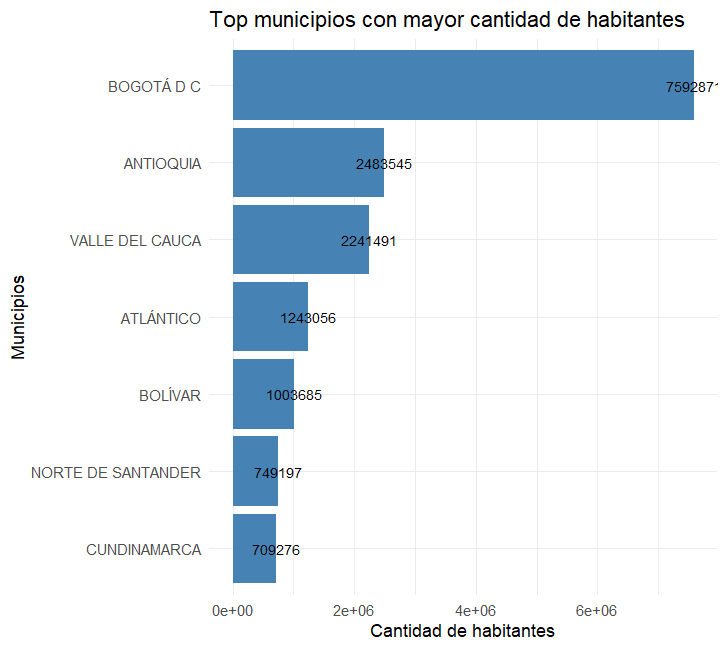 Top municipios con mayor cantidad de habitantes
BOGOTÁ D C
7592871
ANTIOQUIA
2483545
VALLE DEL CAUCA
2241491
ATLÁNTICO
1243056
BOLÍVAR
1003685
NORTE DE SANTANDER
749197
CUNDINAMARCA
709276
Municipios
0e+00 2e+06 4e+06 6e+06
Cantidad de habitantes